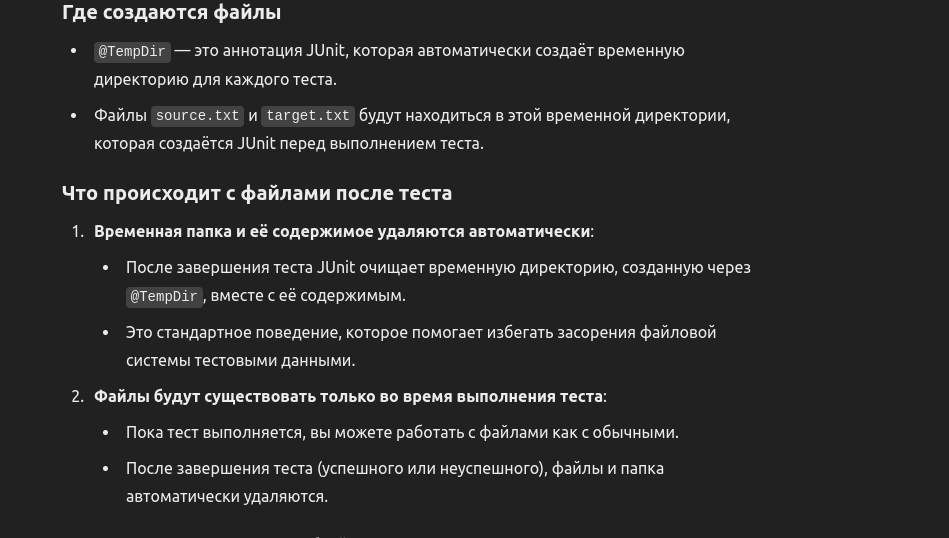 Где создаются файлы
• @TempDir — это аннотация JUnit, которая автоматически создаёт временную
директорию для каждого теста.
• Файлы source.txt и target.txt будут находиться в этой временной директории,
которая создаётся JUnit перед выполнением теста.
Что происходит с файлами после теста
1. Временная папка и её содержимое удаляются автоматически:
• После завершения теста JUnit очищает временную директорию, созданную через
@TempDir, вместе с её содержимым.
• Это стандартное поведение, которое помогает избегать засорения файловой
системы тестовыми данными.
2. Файлы будут существовать только во время выполнения теста:
• Пока тест выполняется, вы можете работать с файлами как с обычными.
• После завершения теста (успешного или неуспешного), файлы и папка
автоматически удаляются.